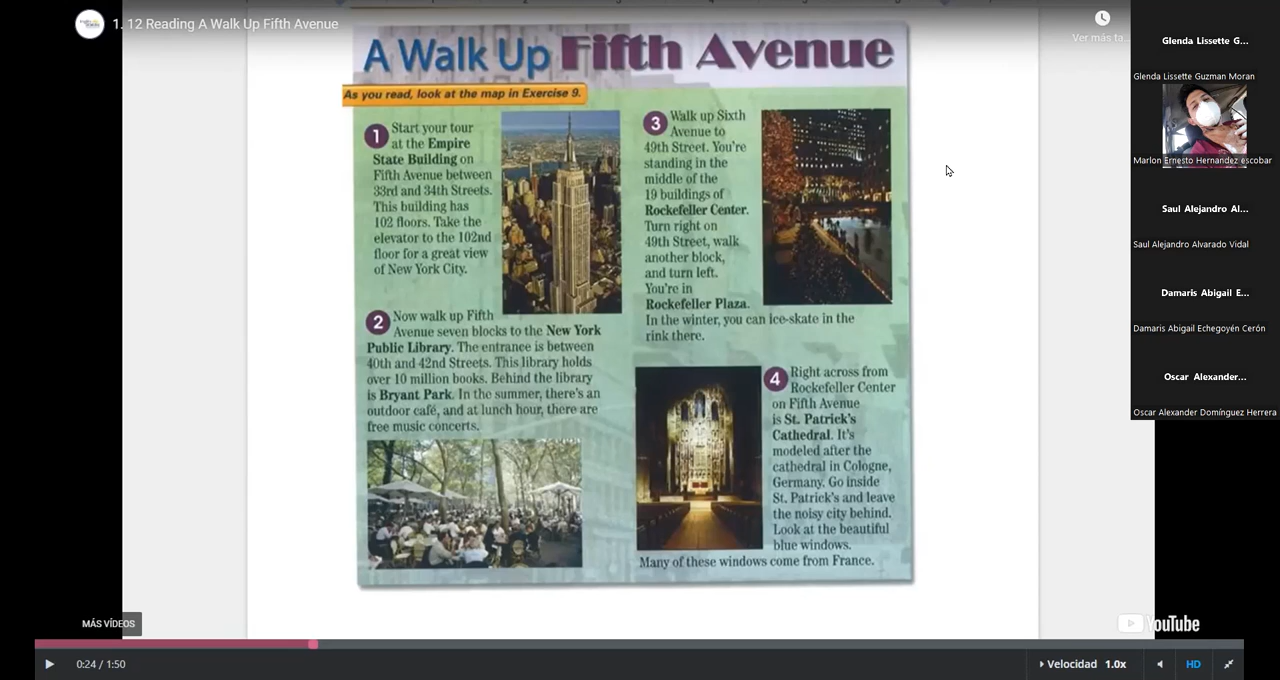 1. 12 Reading A Walk Up Fifth Avenue
Ver más ta...
A Walk Up Fifth Avenue
As you read, look at the map in Exercise 9.
1 Start your tour
at the Empire
State Building on
Fifth Avenue between
33rd and 34th Streets.
This building has
102 floors. Take the
elevator to the 102nd
floor for a great view
of New York City.
2 Now walk up Fifth
Avenue seven blocks to the New York
Public Library. The entrance is between
40th and 42nd Streets. This library holds
over 10 million books. Behind the library
is Bryant Park. In the summer, there's an
outdoor café, and at lunch hour, there are
free music concerts.
3 Walk up Sixth
Avenue to
49th Street. You're
standing in the
middle of the
19 buildings of
Rockefeller Center.
Turn right on
49th Street, walk
another block,
and turn left.
You're in
Rockefeller Plaza.
In the winter, you can ice-skate in the
rink there.
4 Right across from
Rockefeller Center
on Fifth Avenue
is St. Patrick's
Cathedral. It's
modeled after the
cathedral in Cologne,
Germany. Go inside
St. Patrick's and leave
the noisy city behind.
Look at the beautiful
blue windows.
Many of these windows come from France.
MÁS VÍDEOS
YouTube
0:24 / 1:50
Velocidad 1.0x
HD
Glenda Lissette G...
Glenda Lissette Guzman Moran
Marlon Ernesto Hernandez escobar
Saul Alejandro Al...
Saul Alejandro Alvarado Vidal
Damaris Abigail E...
Damaris Abigail Echegoyén Cerón
Oscar Alexander...
Oscar Alexander Domínguez Herrera